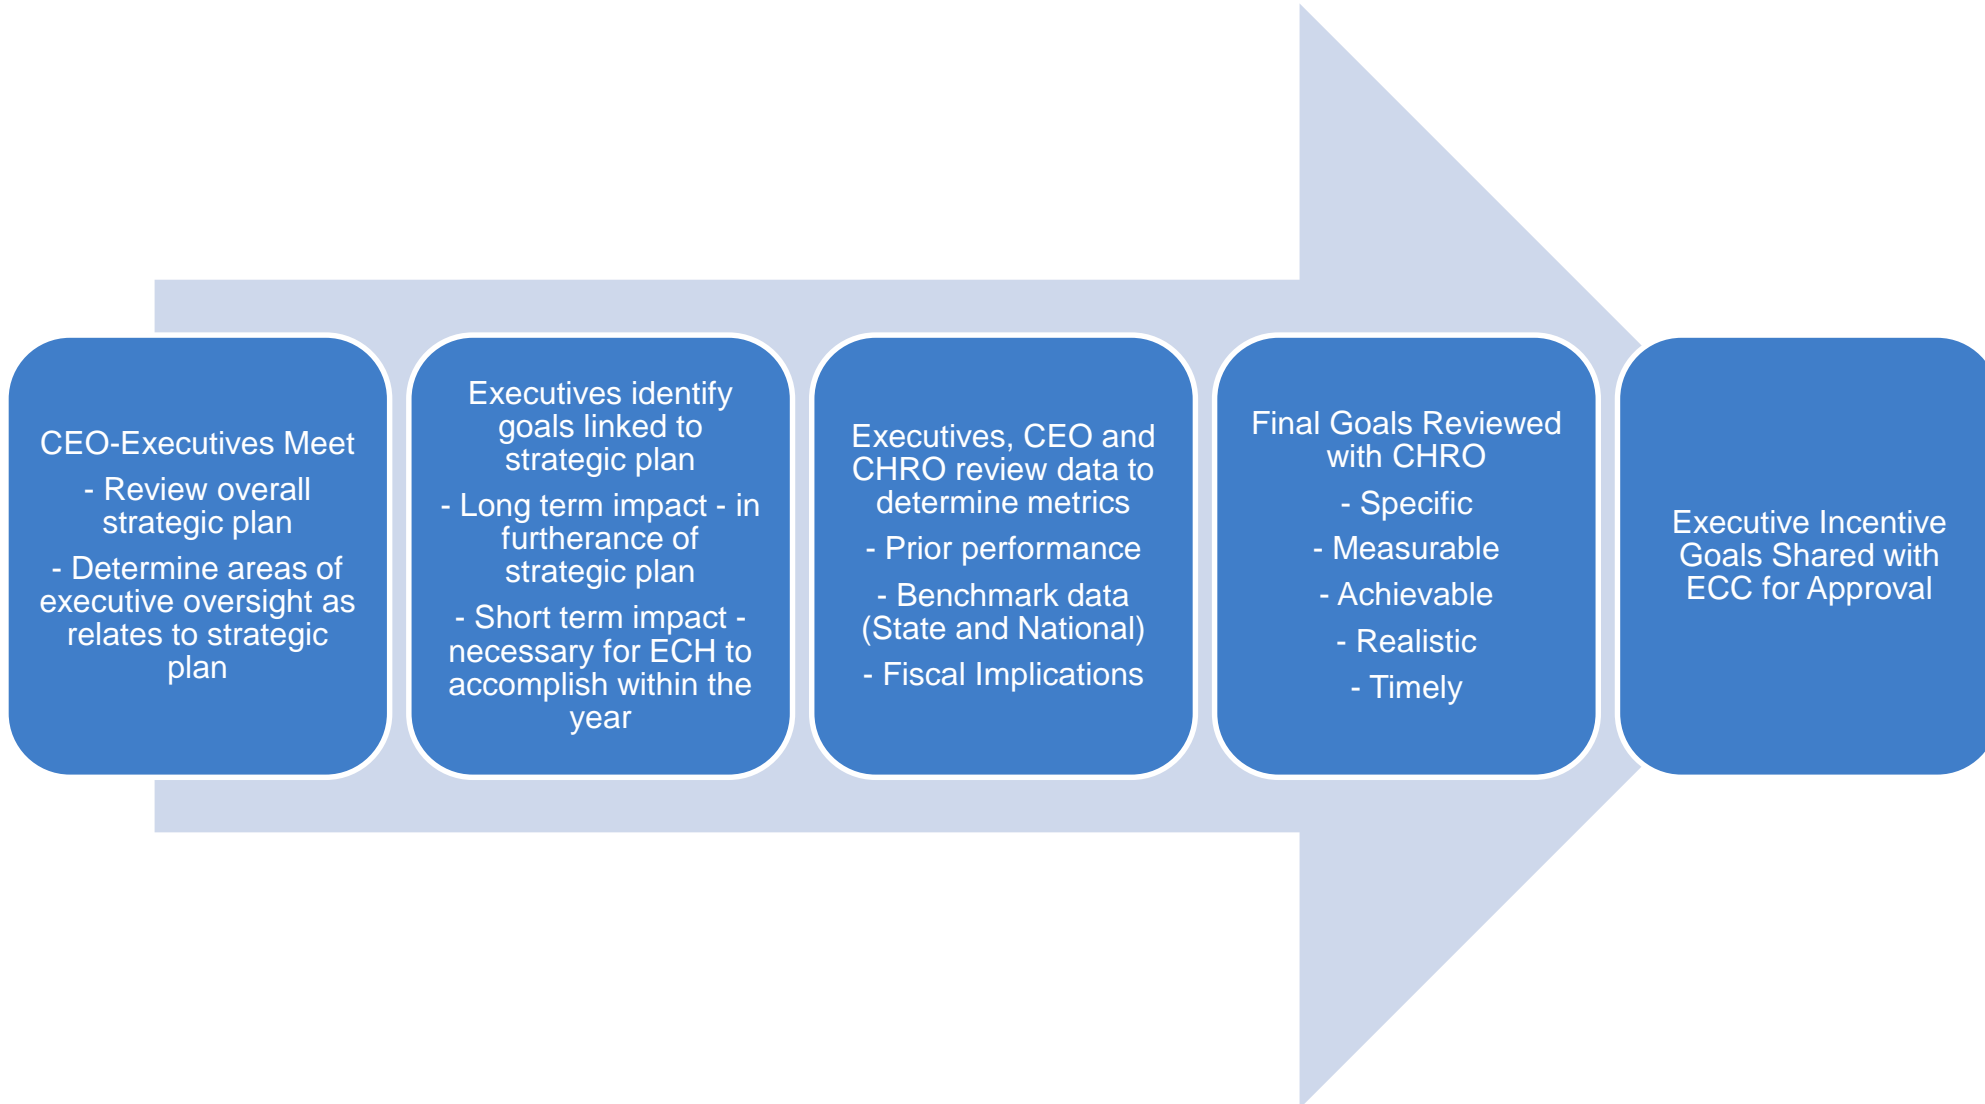 CEO-Executives Meet
- Review overall
strategic plan
- Determine areas of
executive oversight as
relates to strategic
plan
Executives identify
goals linked to
strategic plan
- Long term impact - in
furtherance of
strategic plan
- Short term impact -
necessary for ECH to
accomplish within the
year
Executives, CEO and
CHRO review data to
determine metrics
- Prior performance
- Benchmark data
(State and National)
- Fiscal Implications
Final Goals Reviewed
with CHRO
- Specific
- Measurable
- Achievable
- Realistic
- Timely
Executive Incentive
Goals Shared with
ECC for Approval